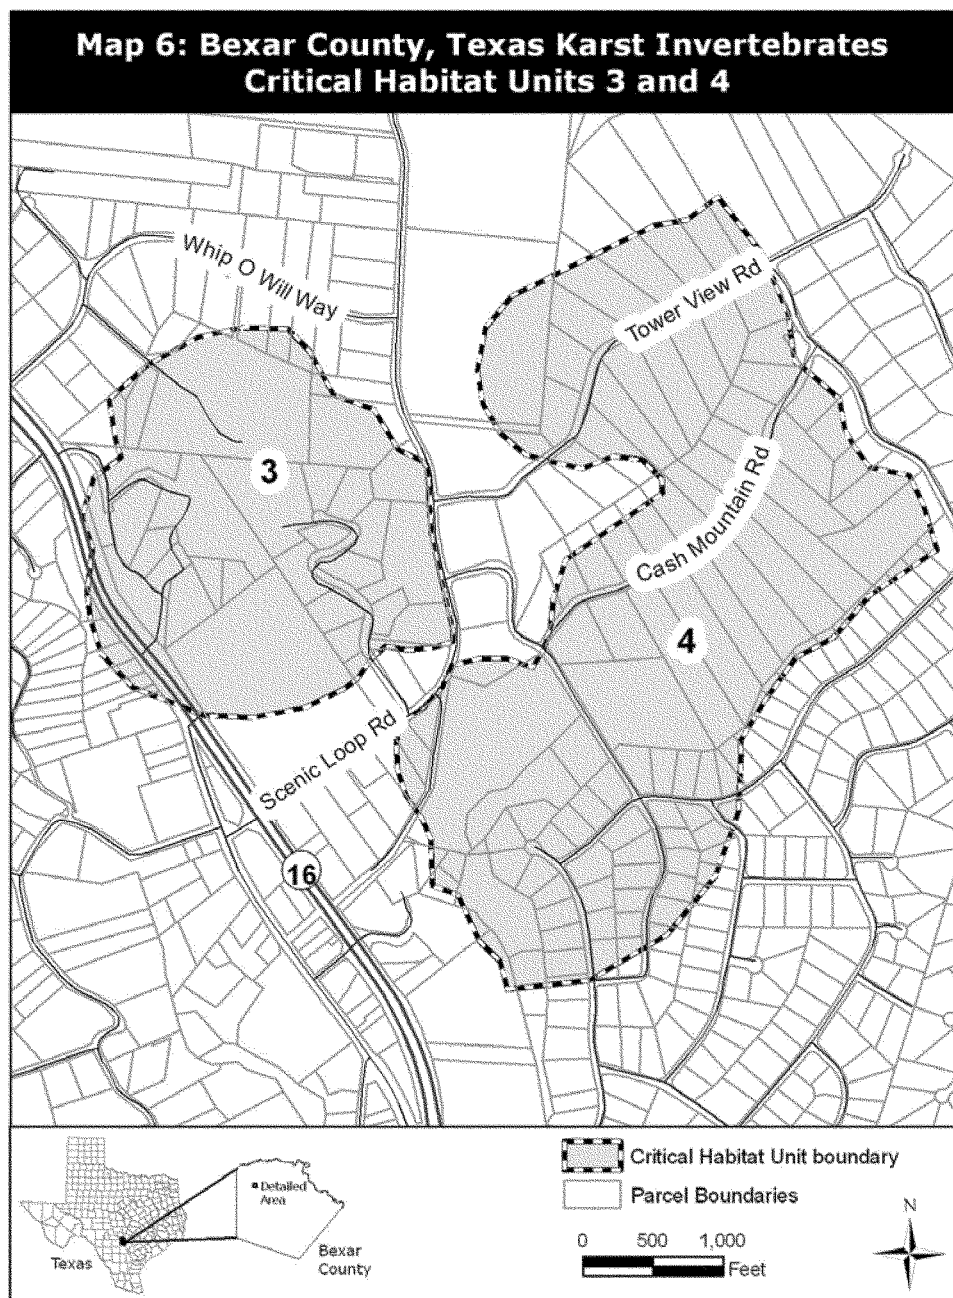 Map 6: Bexar County, Texas Karst Invertebrates
Critical Habitat Units 3 and 4
Whip O Will Way
Tower View Rd
3
Cash Mountain Rd
4
Scenic Loop Rd
16
Critical Habitat Unit boundary
Parcel Boundaries
0 500 1,000
Feet
N
Detailed
Area
Texas
Bexar
County